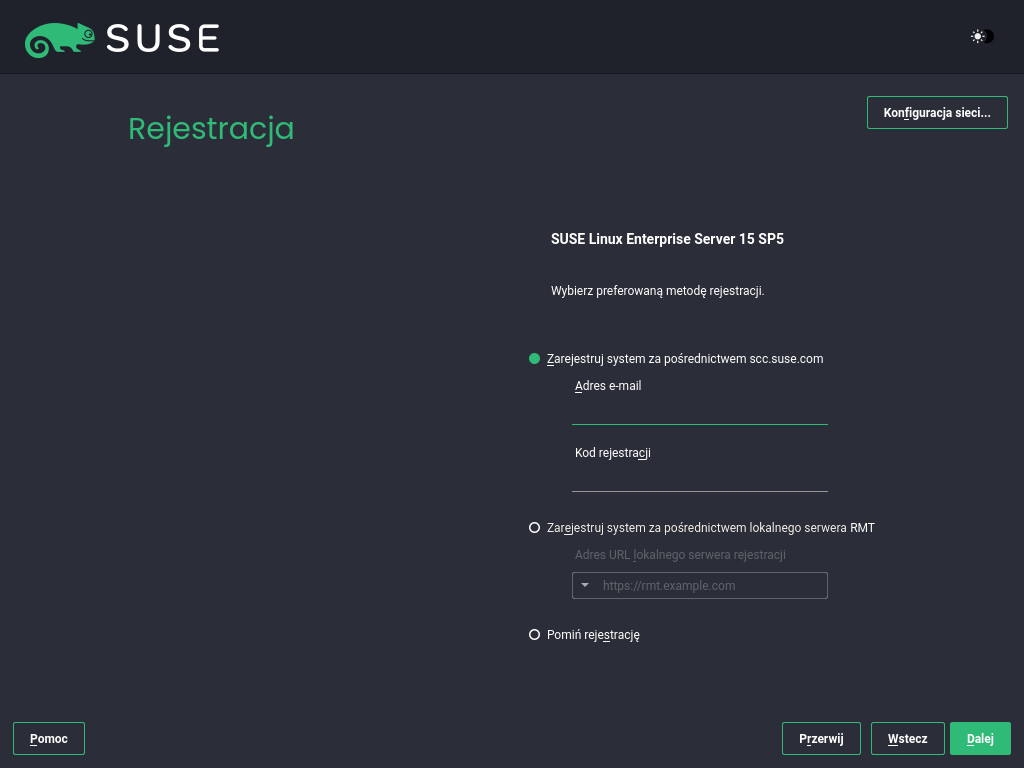 SUSE
Konfiguracja sieci...
Rejestracja
SUSE Linux Enterprise Server 15 SP5
Wybierz preferowaną metodę rejestracji.
Zarejestruj system za pośrednictwem scc.suse.com
Adres e-mail
Kod rejestracji
Zarejestruj system za pośrednictwem lokalnego serwera RMT
Adres URL lokalnego serwera rejestracji
https://rmt.example.com
Pomiń rejestrację
Pomoc Przerwij Wstecz Dalej